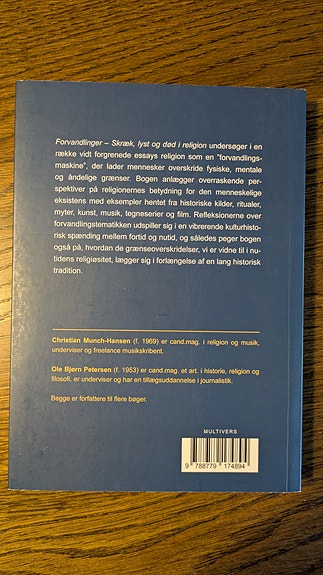 Forvandlinger – Skræk, lyst og død i religion undersøger i en
række vidt forgrenede essays religion som en "forvandlings-
maskine", der lader mennesker overskride fysiske, mentale
og åndelige grænser. Bogen anlægger overraskende per-
spektiver på religionernes betydning for den menneskelige
eksistens med eksempler hentet fra historiske kilder, ritualer,
myter, kunst, musik, tegneserier og film. Refleksionerne over
forvandlingstematikken udspiller sig i en vibrerende kulturhisto-
risk spænding mellem fortid og nutid, og således peger bogen
også på, hvordan de grænseoverskridelser, vi er vidne til i nu-
tidens religiøsitet, lægger sig i forlængelse af en lang historisk
tradition.
Christian Munch-Hansen (f. 1969) er cand.mag. i religion og musik,
underviser og freelance musikskribent.
Ole Bjørn Petersen (f. 1953) er cand.mag. et art. i historie, religion og
filosofi, er underviser og har en tillægsuddannelse i journalistik.
Begge er forfattere til flere bøger.
MULTIVERS
9 788779 174894